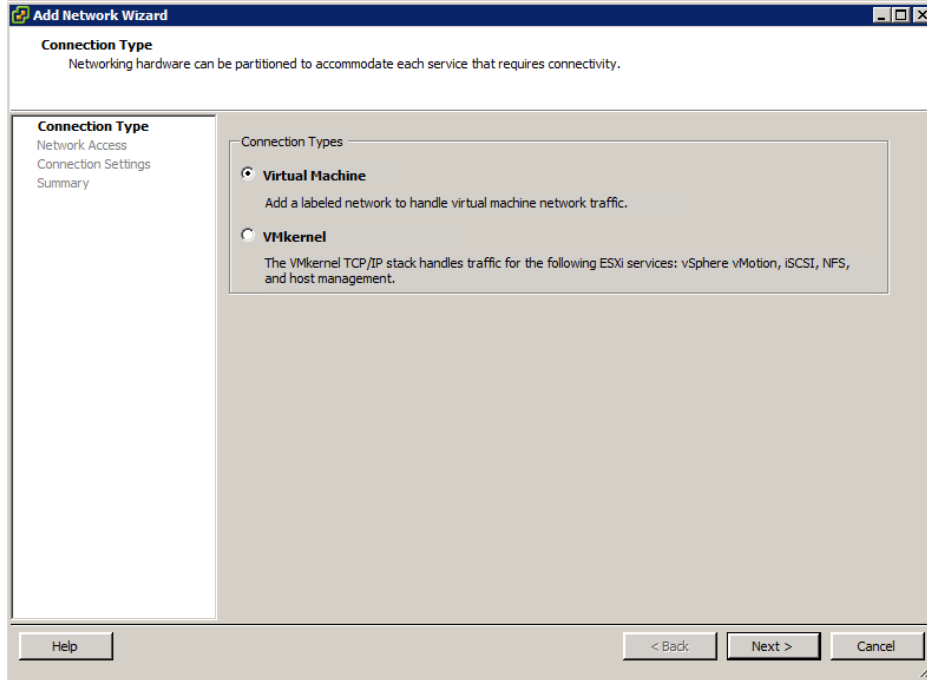 Add Network Wizard
Connection Type
Networking hardware can be partitioned to accommodate each service that requires connectivity.
Connection Type
Network Access
Connection Settings
Summary
Connection Types
Virtual Machine
Add a labeled network to handle virtual machine network traffic.
VMkernel
The VMkernel TCP/IP stack handles traffic for the following ESXi services: vSphere vMotion, iSCSI, NFS,
and host management.
Help
< Back
Next >
Cancel